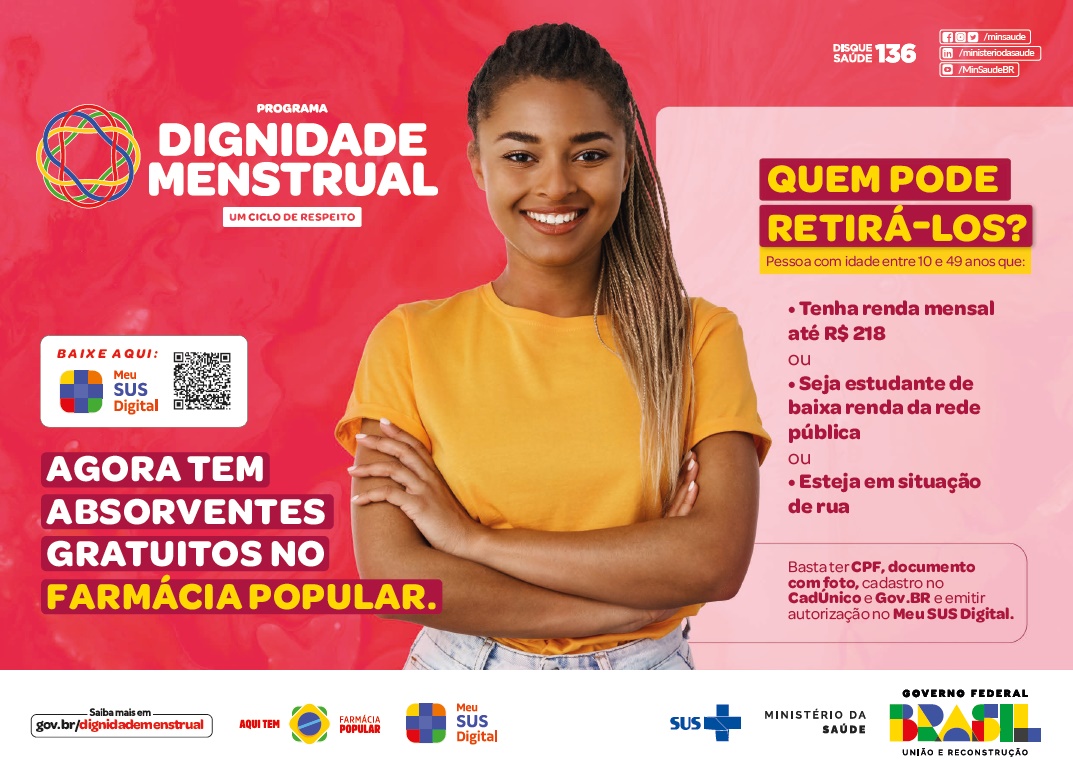 DISQUE
SAÚDE 136
/minsaude
/ministeriodasaude
/MinSaudeBR
PROGRAMA
DIGNIDADE
MENSTRUAL
UM CICLO DE RESPEITO
BAIXE AQUI:
Meu
SUS
Digital
AGORA TEM
ABSORVENTES
GRATUITOS NO
FARMÁCIA POPULAR.
QUEM PODE
RETIRÁ-LOS?
Pessoa com idade entre 10 e 49 anos que:
• Tenha renda mensal
até R$ 218
ou
• Seja estudante de
baixa renda da rede
pública
ou
• Esteja em situação
de rua
Basta ter CPF, documento
com foto, cadastro no
CadÚnico e Gov.BR e emitir
autorização no Meu SUS Digital.
Saiba mais em
gov.br/dignidademenstrual
AQUI TEM
FARMÁCIA
POPULAR
Meu
SUS
Digital
SUS
MINISTÉRIO DA
SAÚDE
GOVERNO FEDERAL
BRASIL
UNIÃO E RECONSTRUÇÃO